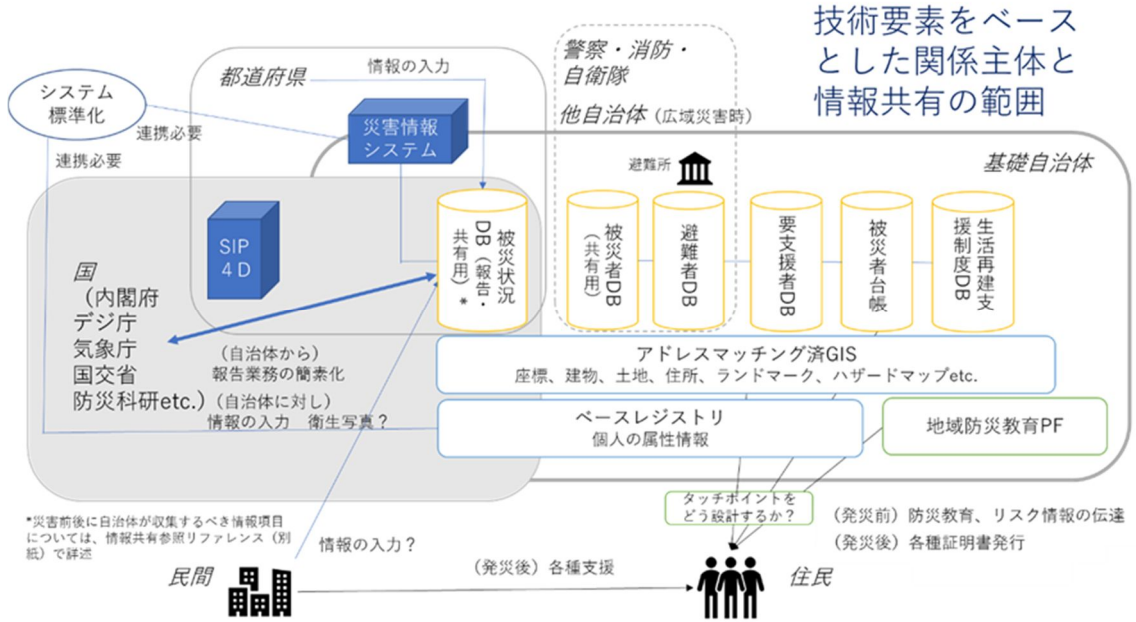 技術要素をベース
とした関係主体と
情報共有の範囲
都道府県
情報の入力
警察・消防・
自衛隊
他自治体（広域災害時）
システム
標準化
連携必要
連携必要
災害情報
システム
避難所
基礎自治体
SIP
４D
被災状況
DB（報告・
共有用）*
被災者DB
（共有用）
避難者DB
要支援者DB
被災者台帳
生活再建支
援制度DB
国
（内閣府
デジ庁
気象庁
国交省
防災科研etc.）
（自治体から）
報告業務の簡素化
（自治体に対し）
情報の入力　衛生写真？
アドレスマッチング済GIS
座標、建物、土地、住所、ランドマーク、ハザードマップetc.
ベースレジストリ
個人の属性情報
地域防災教育PF
タッチポイントを
どう設計するか？
（発災前）防災教育、リスク情報の伝達
（発災後）各種証明書発行
*災害前後に自治体が収集するべき情報項目
については、情報共有参照リファレンス（別
紙）で詳述
情報の入力？
民間
（発災後）各種支援
住民